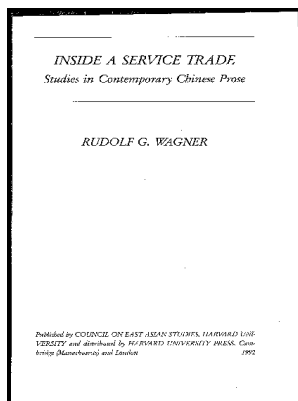 INSIDE A SERVICE TRADE
Studies in Contemporary Chinese Prose
RUDOLF G. WAGNER
Published by COUNCIL ON EAST ASIAN STUDIES, HARVARD UNI-
VERSITY and distributed by HARVARD UNIVERSITY PRESS, Cam-
bridge (Massachusetts) and London 1992